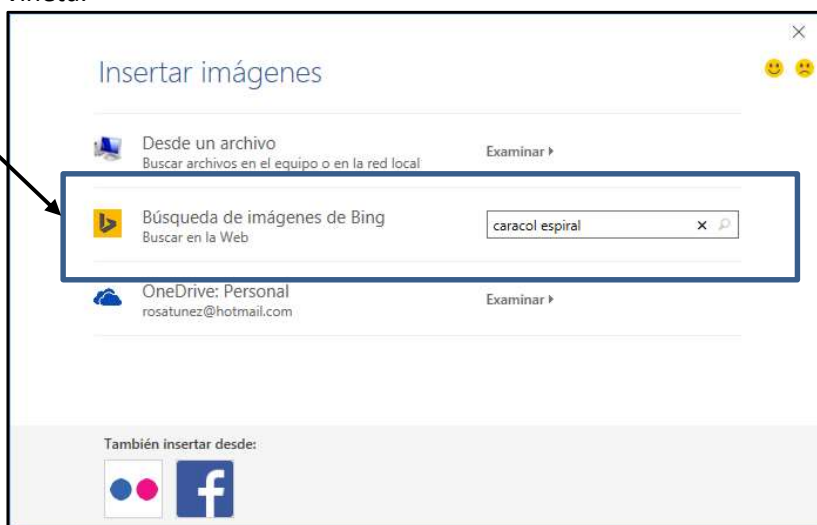 Insertar imágenes
Desde un archivo
Buscar archivos en el equipo o en la red local
Examinar
Búsqueda de imágenes de Bing
Buscar en la Web
caracol espiral
OneDrive: Personal
rosatunez@hotmail.com
Examinar
También insertar desde: